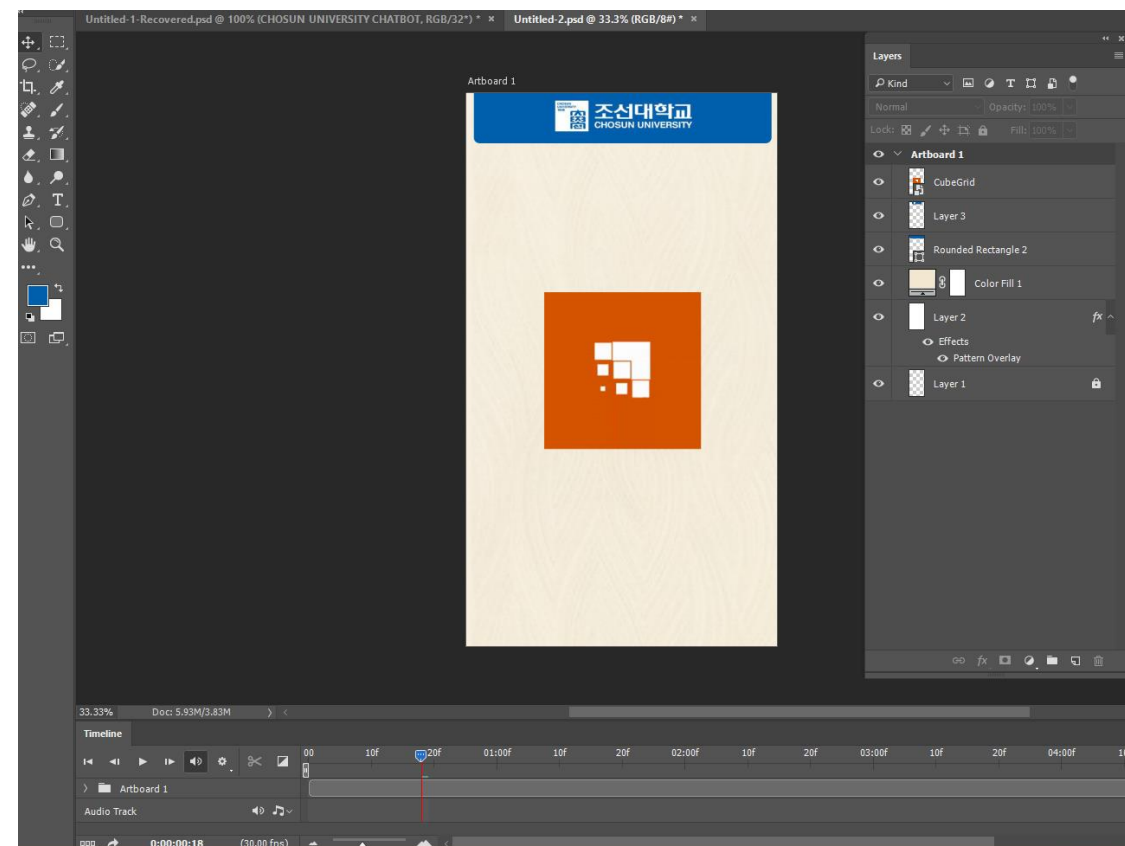 Untitled-1-Recovered.psd @ 100% (CHOSUN UNIVERSITY CHATBOT, RGB/32*) * × Untitled-2.psd @ 33.3% (RGB/8#) * ×
Artboard 1
조선대학교
CHOSUN UNIVERSITY
Layers
Kind
Normal Opacity: 100%
Lock: Fill: 100%
Artboard 1
CubeGrid
Layer 3
Rounded Rectangle 2
Color Fill 1
Layer 2 fx
Effects
Pattern Overlay
Layer 1
fx
33.33% Doc: 5.93M/3.83M
Timeline
00 10f 20f 01:00f 10f 20f 02:00f 10f 20f 03:00f 10f 20f 04:00f
Artboard 1
Audio Track
0:00:00:18 (30.00 fps)